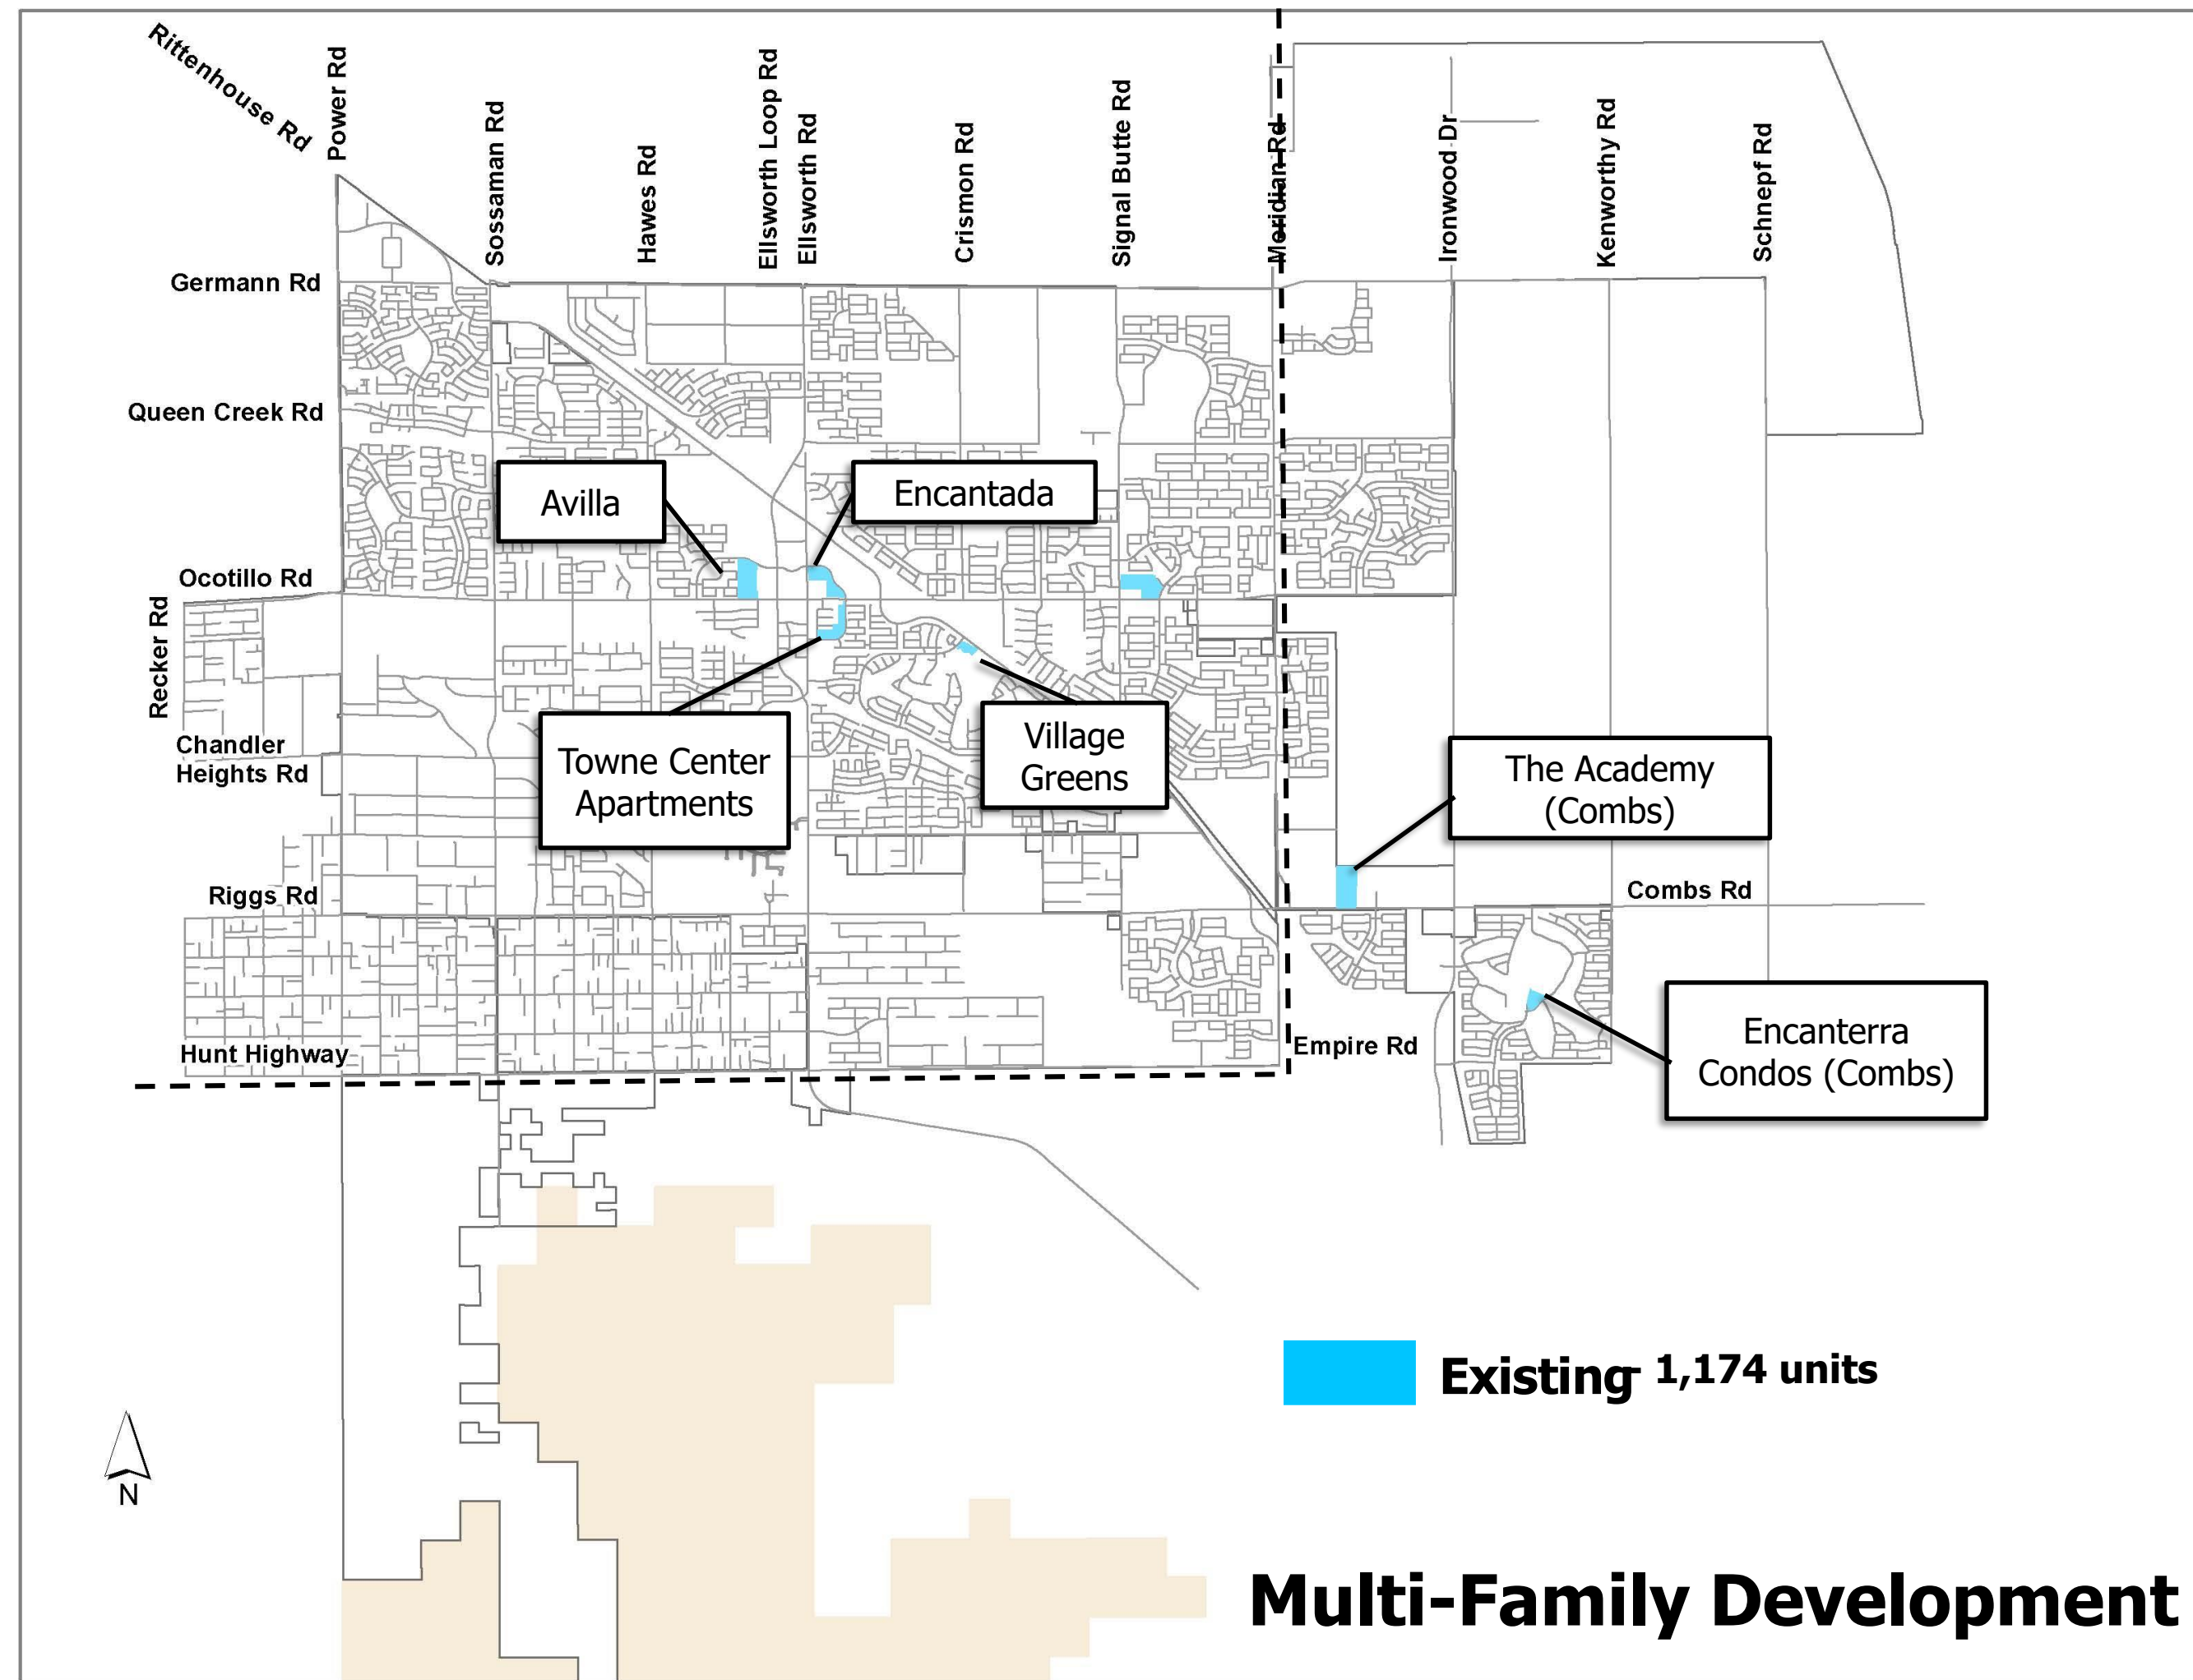 Rittenhouse Rd
Power Rd
Sossaman Rd
Hawes Rd
Ellsworth Loop Rd
Ellsworth Rd
Crismon Rd
Signal Butte Rd
Meridian Rd
Ironwood Dr
Kenworthy Rd
Schnepf Rd
Germann Rd
Queen Creek Rd
Avilla
Encantada
Ocotillo Rd
Recker Rd
Chandler
Heights Rd
Towne Center
Apartments
Village
Greens
The Academy
(Combs)
Riggs Rd
Combs Rd
Hunt Highway
Empire Rd
Encanterra
Condos (Combs)
Existing- 1,174 units
N
Multi-Family Development